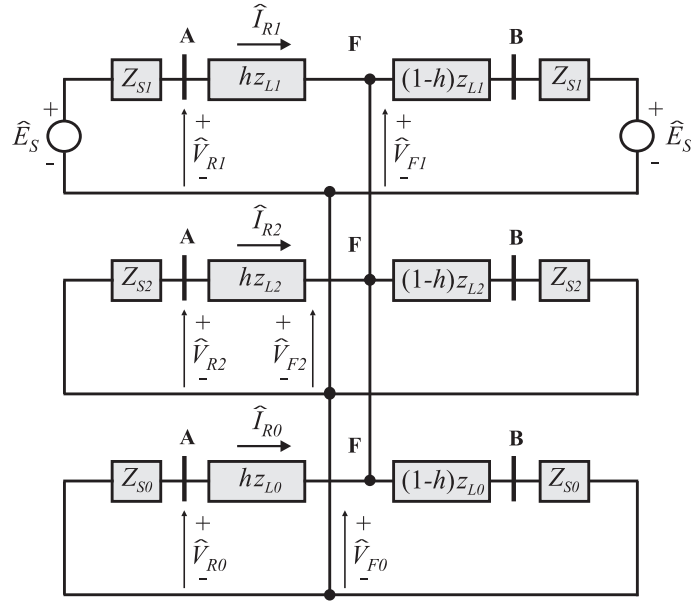 Î_R1
A F B
Z_S1 hz_L1 (1-h)z_L1 Z_S1
+ + + +
Ê_S V̂_R1 V̂_F1 Ê_S
- - - -
Î_R2
A F B
Z_S2 hz_L2 (1-h)z_L2 Z_S2
+ +
V̂_R2 V̂_F2
- -
Î_R0
A F B
Z_S0 hz_L0 (1-h)z_L0 Z_S0
+ +
V̂_R0 V̂_F0
- -